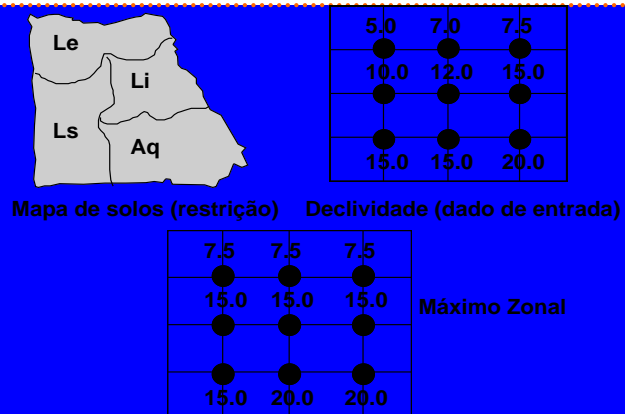 Le
Li
Ls
Aq
5.0 7.0 7.5
10.0 12.0 15.0
15.0 15.0 20.0
Mapa de solos (restrição)
Declividade (dado de entrada)
7.5 7.5 7.5
15.0 15.0 15.0
15.0 20.0 20.0
Máximo Zonal